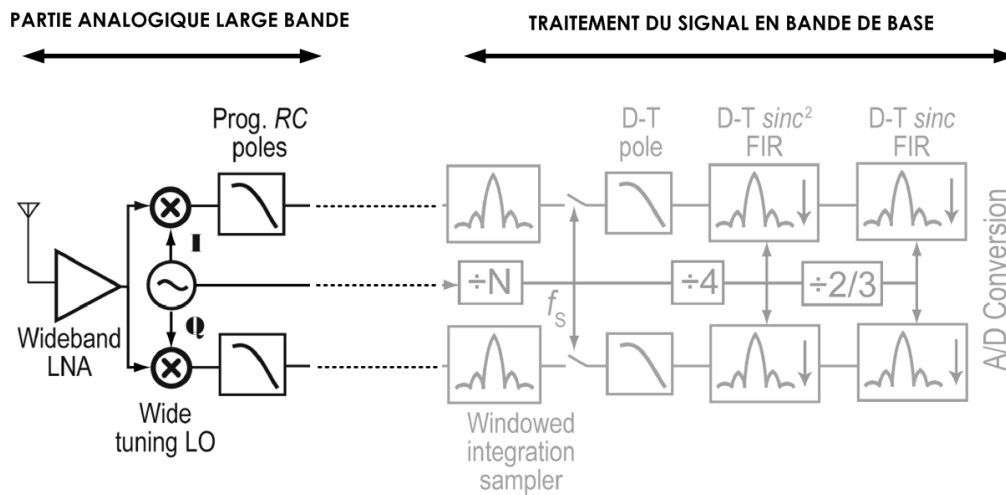 PARTIE ANALOGIQUE LARGE BANDE
TRAITEMENT DU SIGNAL EN BANDE DE BASE
Prog. RC
poles
D-T
pole
D-T sinc²
FIR
D-T sinc
FIR
I
Q
Wideband
LNA
Wide
tuning LO
÷N
fs
÷4
÷2/3
Windowed
integration
sampler
A/D Conversion